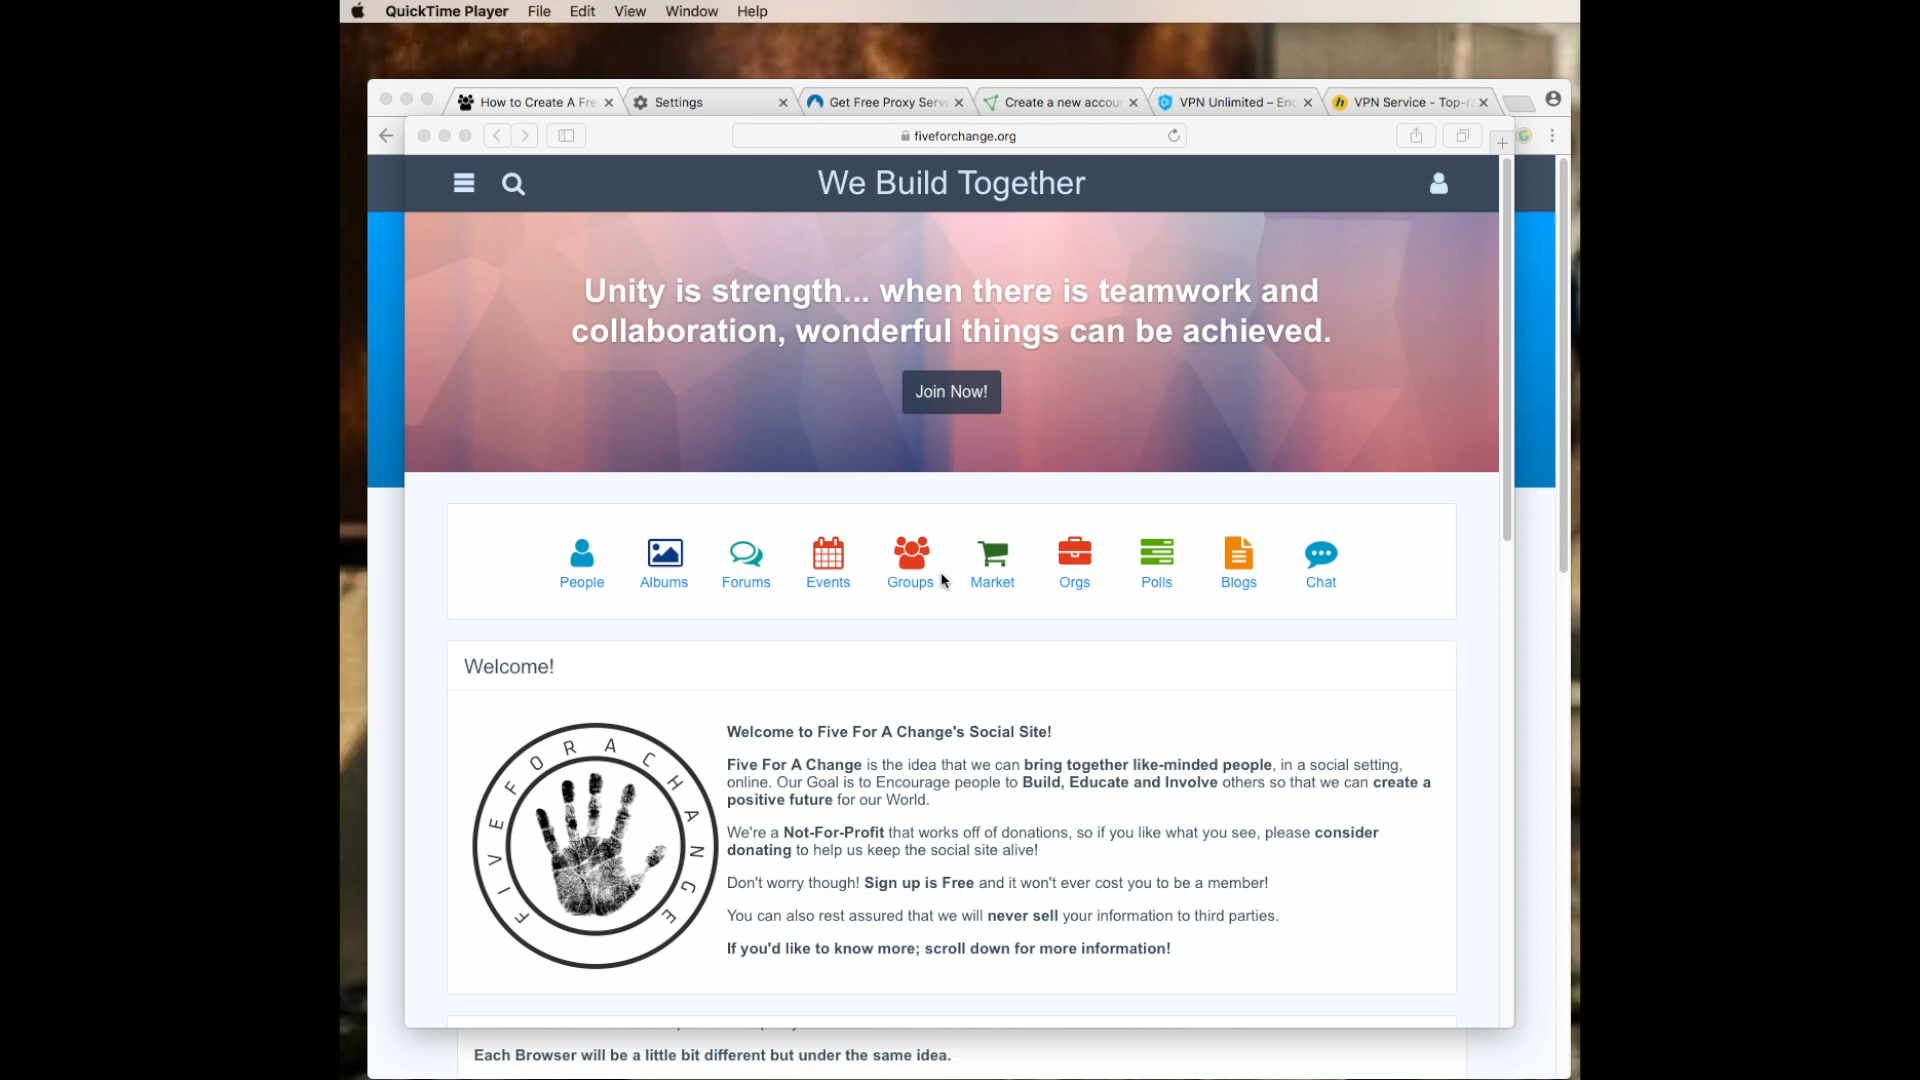 QuickTime Player File Edit View Window Help
How to Create A Fre
Settings
Get Free Proxy Serv
Create a new accou
VPN Unlimited – Enc
VPN Service - Top-r
fiveforchange.org
We Build Together
Unity is strength... when there is teamwork and
collaboration, wonderful things can be achieved.
Join Now!
People Albums Forums Events Groups Market Orgs Polls Blogs Chat
Welcome!
FIVE FOR A CHANGE
Welcome to Five For A Change's Social Site!
Five For A Change is the idea that we can bring together like-minded people, in a social setting,
online. Our Goal is to Encourage people to Build, Educate and Involve others so that we can create a
positive future for our World.
We're a Not-For-Profit that works off of donations, so if you like what you see, please consider
donating to help us keep the social site alive!
Don't worry though! Sign up is Free and it won't ever cost you to be a member!
You can also rest assured that we will never sell your information to third parties.
If you'd like to know more; scroll down for more information!
Each Browser will be a little bit different but under the same idea.